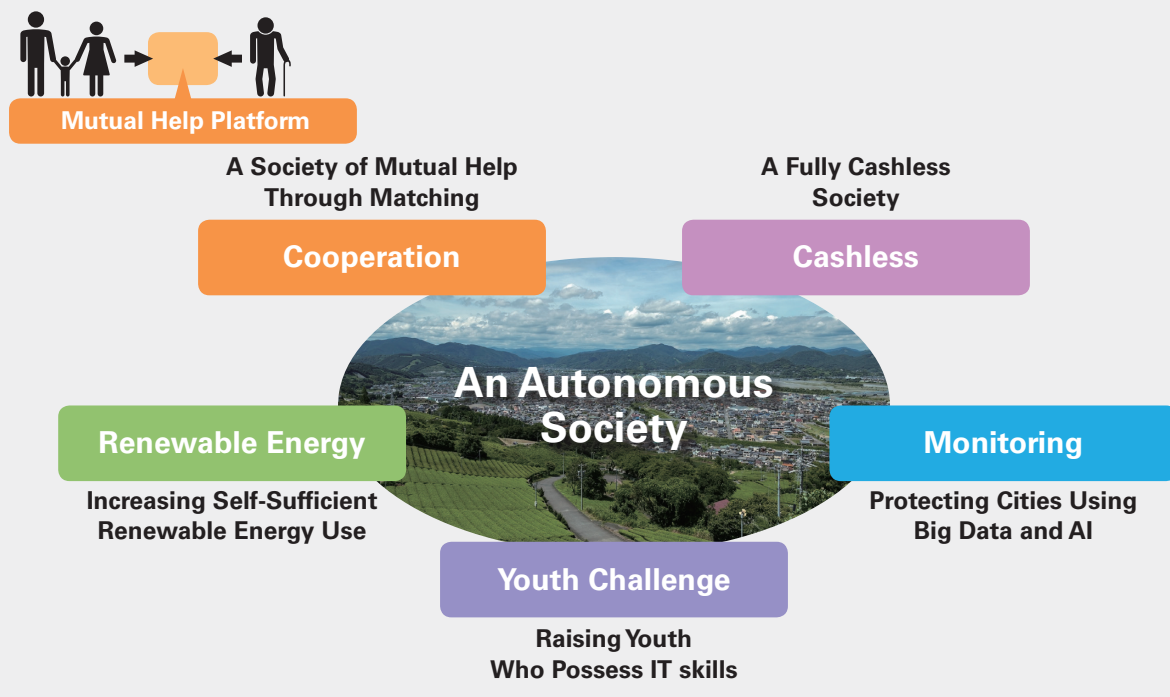 Mutual Help Platform
A Society of Mutual Help
Through Matching
Cooperation
A Fully Cashless
Society
Cashless
An Autonomous
Society
Renewable Energy
Increasing Self-Sufficient
Renewable Energy Use
Monitoring
Protecting Cities Using
Big Data and AI
Youth Challenge
Raising Youth
Who Possess IT skills